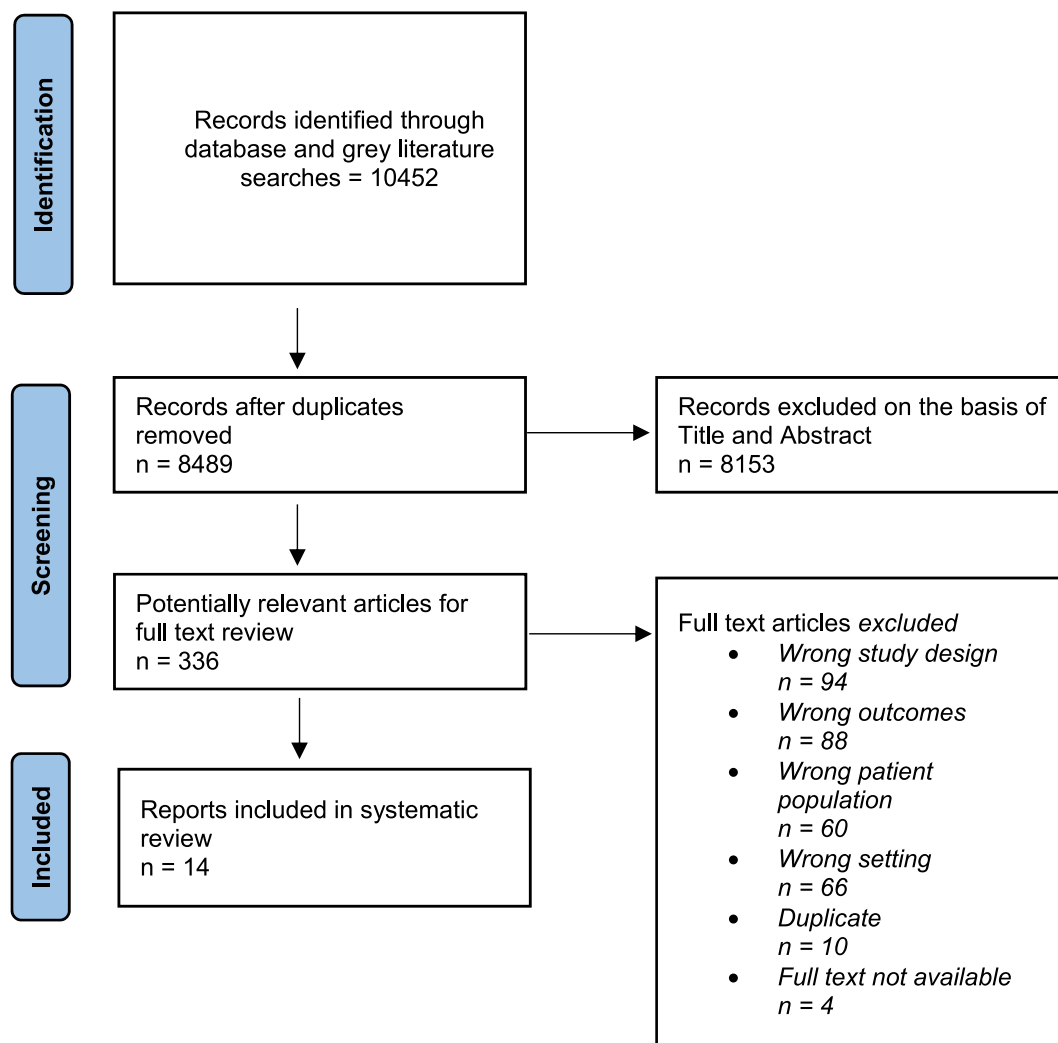 Identification
Records identified through
database and grey literature
searches = 10452
Screening
Records after duplicates
removed
n = 8489
Records excluded on the basis of
Title and Abstract
n = 8153
Potentially relevant articles for
full text review
n = 336
Full text articles excluded
• Wrong study design
n = 94
• Wrong outcomes
n = 88
• Wrong patient
population
n = 60
• Wrong setting
n = 66
• Duplicate
n = 10
• Full text not available
n = 4
Included
Reports included in systematic
review
n = 14